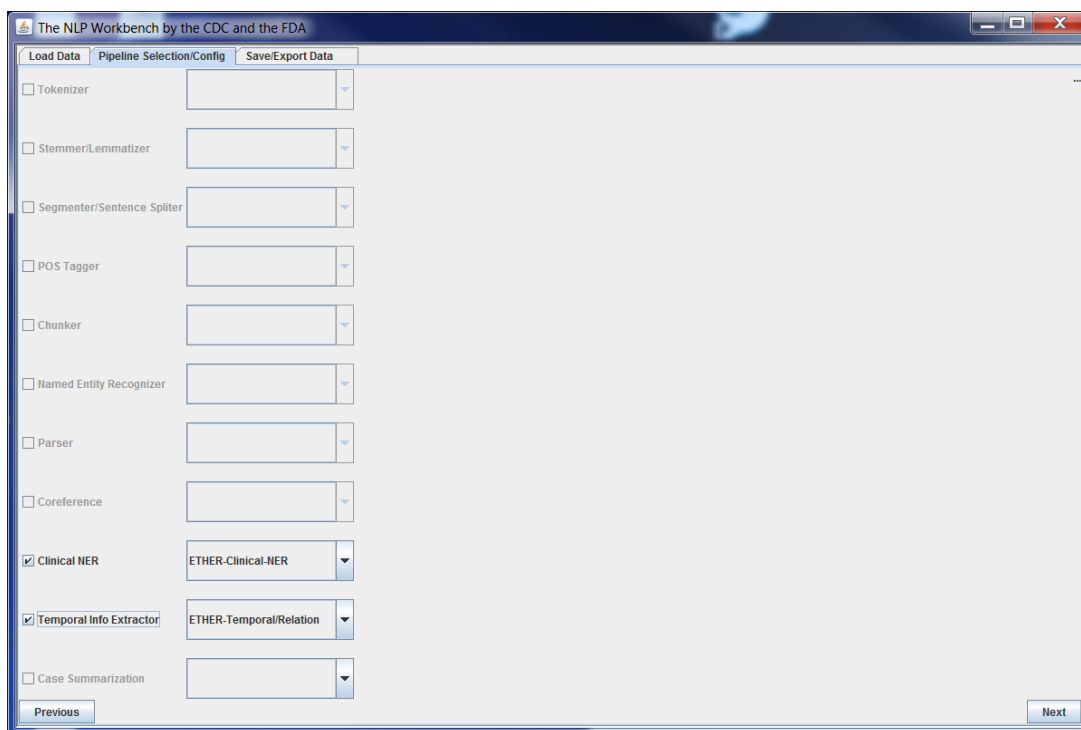 The NLP Workbench by the CDC and the FDA
Load Data Pipeline Selection/Config Save/Export Data
Tokenizer
...
Stemmer/Lemmatizer
Segmenter/Sentence Spliter
POS Tagger
Chunker
Named Entity Recognizer
Parser
Coreference
Clinical NER ETHER-Clinical-NER
Temporal Info Extractor ETHER-Temporal/Relation
Case Summarization
Previous Next